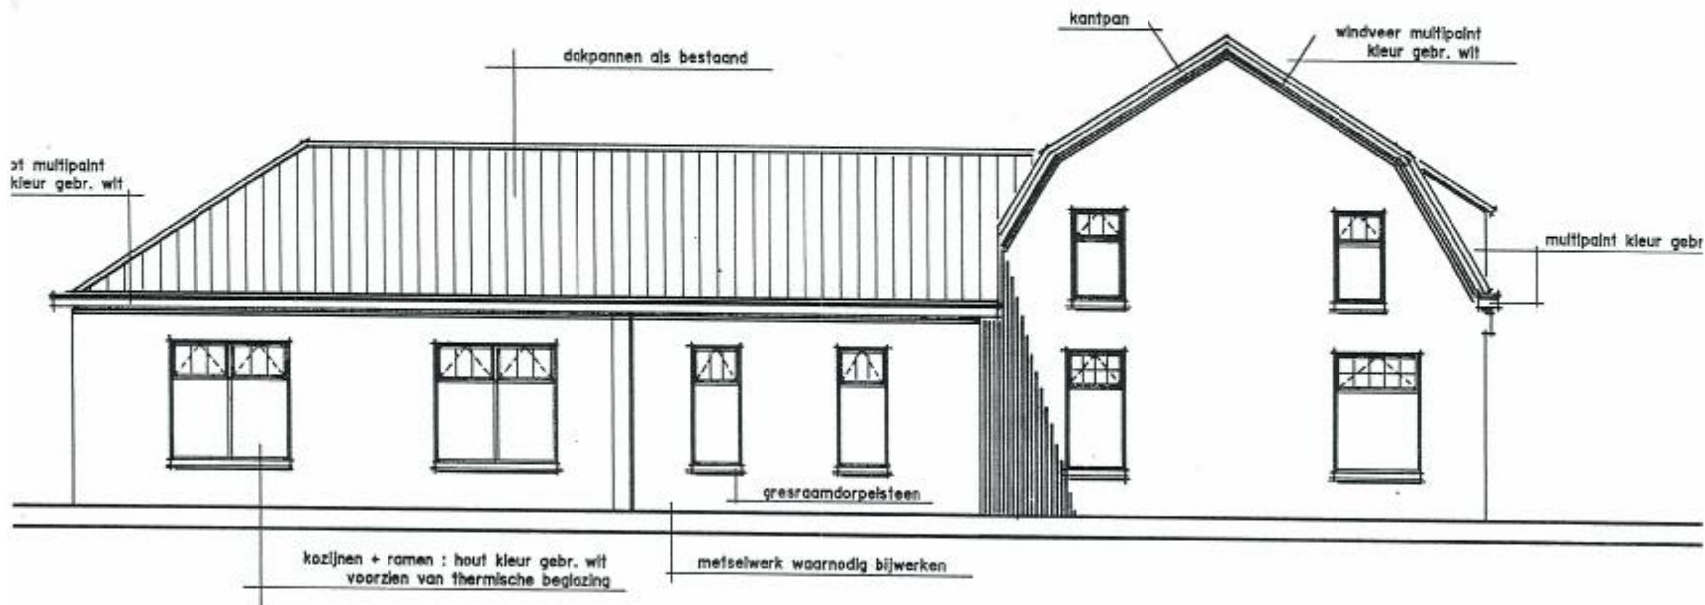 kantpan
windveer multipaint
kleur gebr. wit
dakpannen als bestaand
multipaint
kleur gebr. wit
multipaint kleur gebr
gresraamdorpelsteen
kozijnen + ramen : hout kleur gebr. wit
voorzien van thermische beglazing
metselwerk waarnodig bijwerken